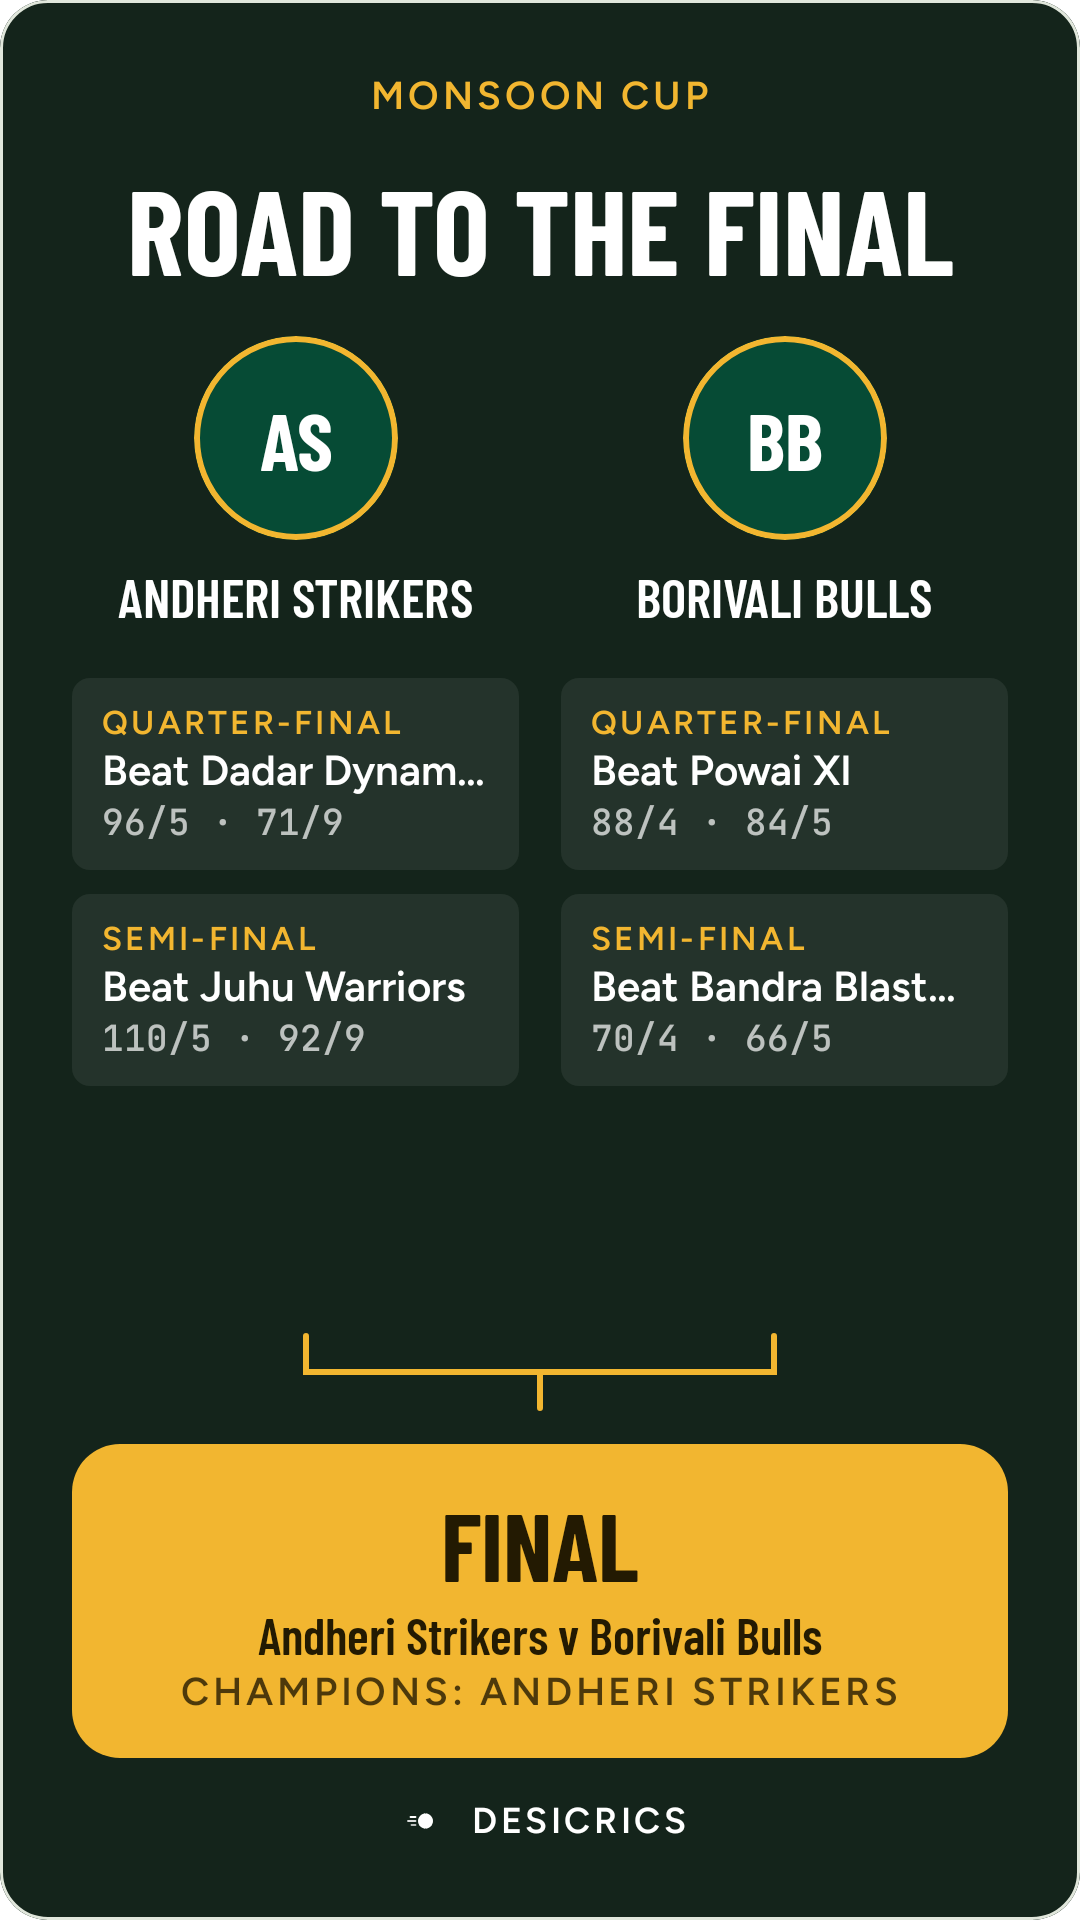 MONSOON CUP
ROAD TO THE FINAL
AS
ANDHERI STRIKERS
QUARTER-FINAL
Beat Dadar Dynam...
96/5 · 71/9
SEMI-FINAL
Beat Juhu Warriors
110/5 · 92/9
BB
BORIVALI BULLS
QUARTER-FINAL
Beat Powai XI
88/4 · 84/5
SEMI-FINAL
Beat Bandra Blast...
70/4 · 66/5
FINAL
Andheri Strikers v Borivali Bulls
CHAMPIONS: ANDHERI STRIKERS
DESICRICS